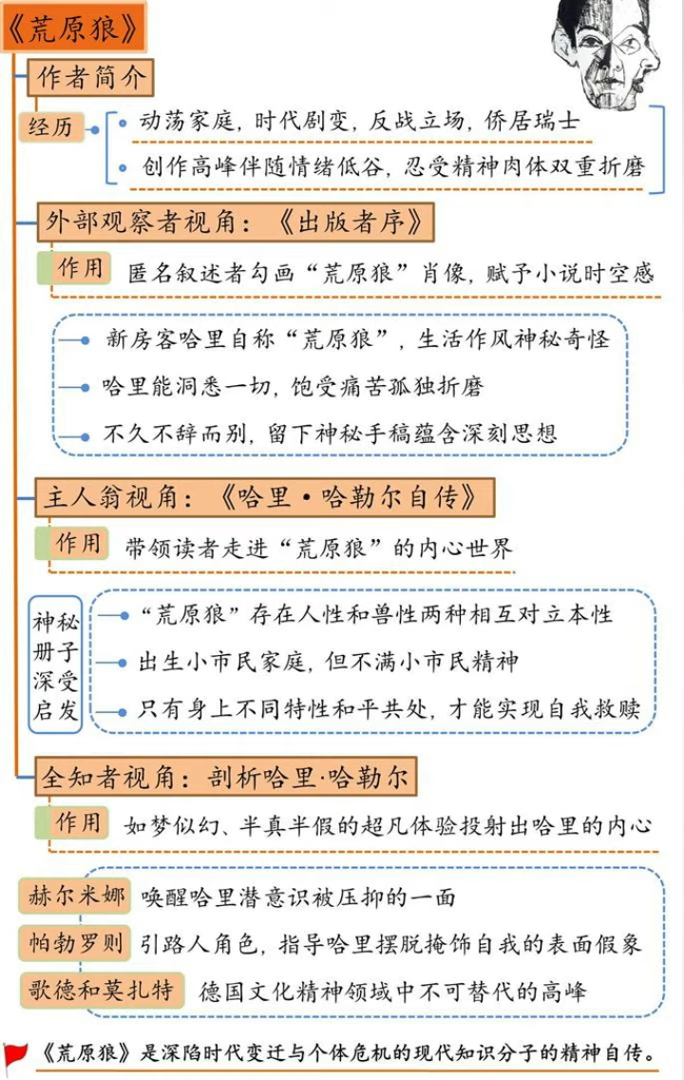 《荒原狼》
作者简介
经历
动荡家庭，时代剧变，反战立场，侨居瑞士
创作高峰伴随情绪低谷，忍受精神肉体双重折磨
外部观察者视角：《出版者序》
作用
匿名叙述者勾画“荒原狼”肖像，赋予小说时空感
新房客哈里自称“荒原狼”，生活作风神秘奇怪
哈里能洞悉一切，饱受痛苦孤独折磨
不久不辞而别，留下神秘手稿蕴含深刻思想
主人翁视角：《哈里·哈勒尔自传》
作用
带领读者走进“荒原狼”的内心世界
神秘
册子
深受
启发
“荒原狼”存在人性和兽性两种相互对立本性
出生小市民家庭，但不满小市民精神
只有身上不同特性和平共处，才能实现自我救赎
全知者视角：剖析哈里·哈勒尔
作用
如梦似幻、半真半假的超凡体验投射出哈里的内心
赫尔米娜 唤醒哈里潜意识被压抑的一面
帕勃罗则 引路人角色，指导哈里摆脱掩饰自我的表面假象
歌德和莫扎特 德国文化精神领域中不可替代的高峰
《荒原狼》是深陷时代变迁与个体危机的现代知识分子的精神自传。